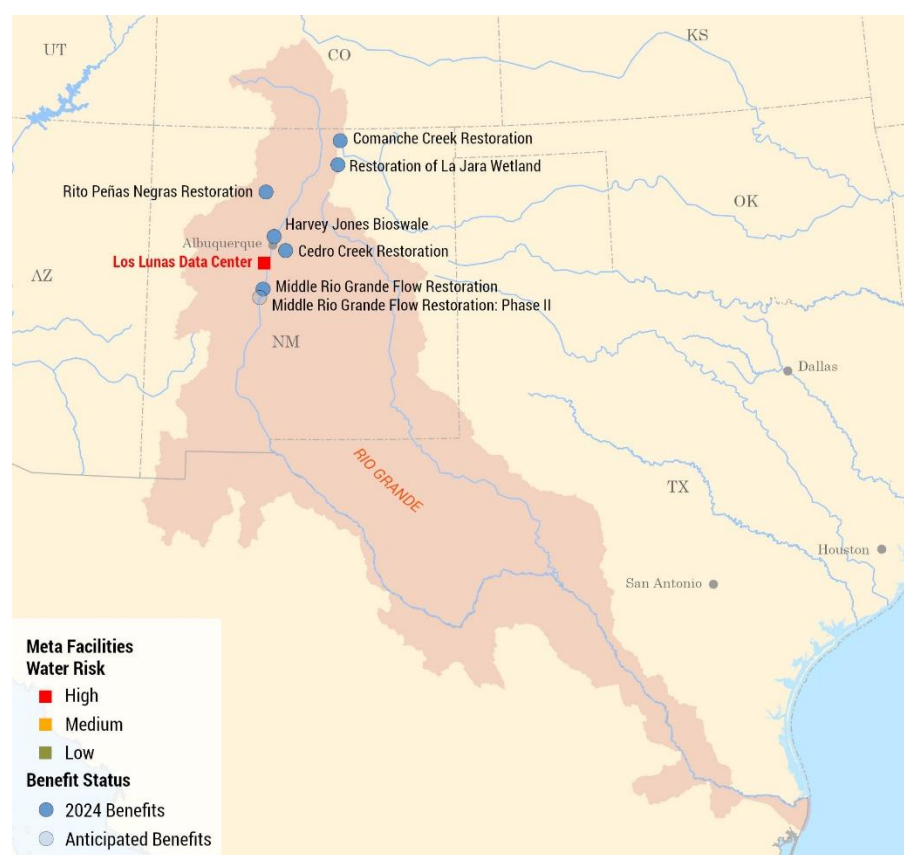 UT
CO
KS
Comanche Creek Restoration
Restoration of La Jara Wetland
Rito Peñas Negras Restoration
OK
Harvey Jones Bioswale
Albuquerque
Cedro Creek Restoration
Los Lunas Data Center
AZ
Middle Rio Grande Flow Restoration
Middle Rio Grande Flow Restoration: Phase II
NM
Dallas
RIO GRANDE
TX
Houston
San Antonio
Meta Facilities
Water Risk
High
Medium
Low
Benefit Status
2024 Benefits
Anticipated Benefits